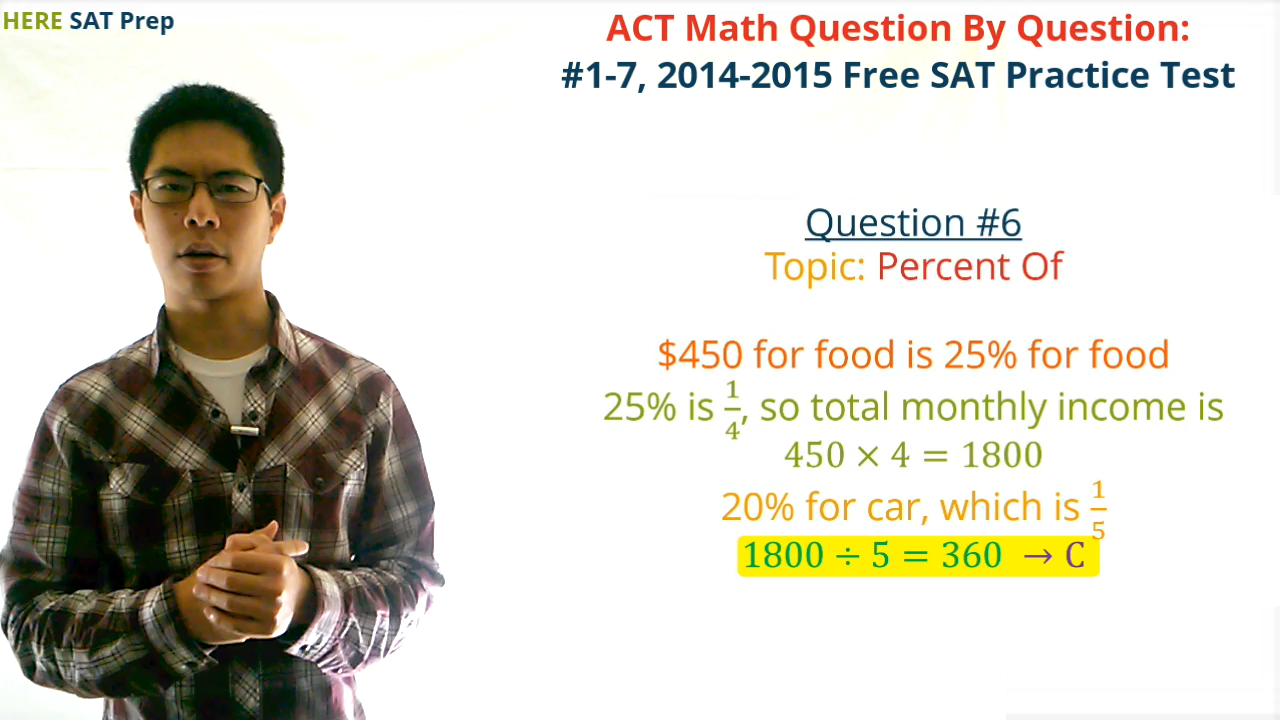 HERE SAT Prep
ACT Math Question By Question:
#1-7, 2014-2015 Free SAT Practice Test
Question #6
Topic: Percent Of
$450 for food is 25% for food
25% is 1/4, so total monthly income is
450 × 4 = 1800
20% for car, which is 1/5
1800 ÷ 5 = 360 → C